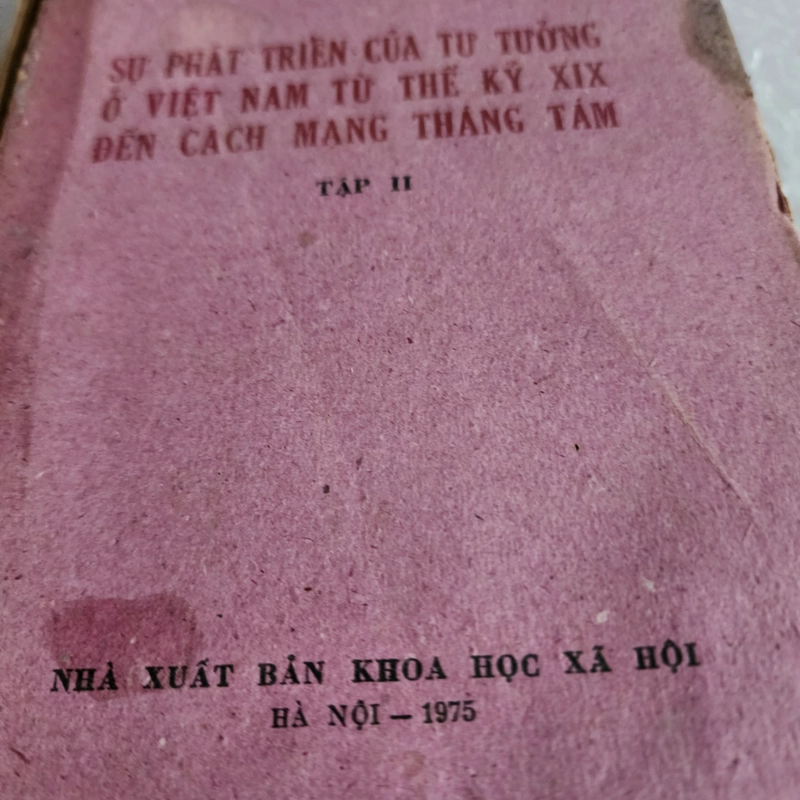 SỰ PHÁT TRIỂN CỦA TƯ TƯỞNG
Ở VIỆT NAM TỪ THẾ KỶ XIX
ĐẾN CÁCH MẠNG THÁNG TÁM
TẬP II
NHÀ XUẤT BẢN KHOA HỌC XÃ HỘI
HÀ NỘI — 1975